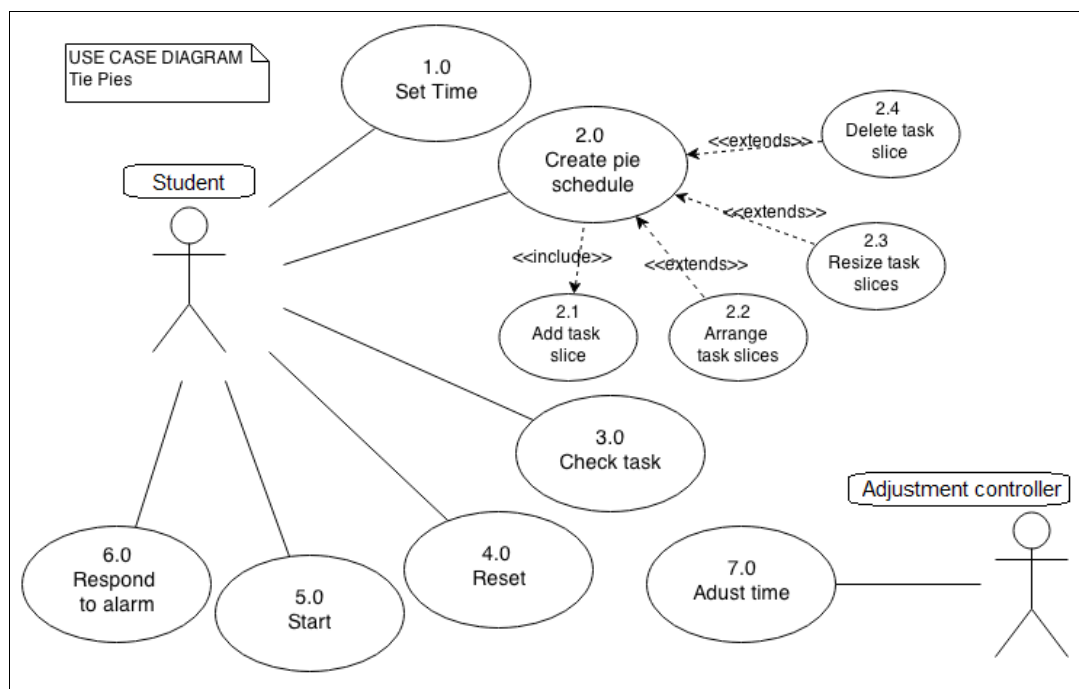 USE CASE DIAGRAM
Tie Pies
1.0
Set Time
2.0
Create pie
schedule
<<extends>>
2.4
Delete task
slice
Student
<<extends>>
2.3
Resize task
slices
<<include>>
<<extends>>
2.1
Add task
slice
2.2
Arrange
task slices
3.0
Check task
Adjustment controller
6.0
Respond
to alarm
5.0
Start
4.0
Reset
7.0
Adust time